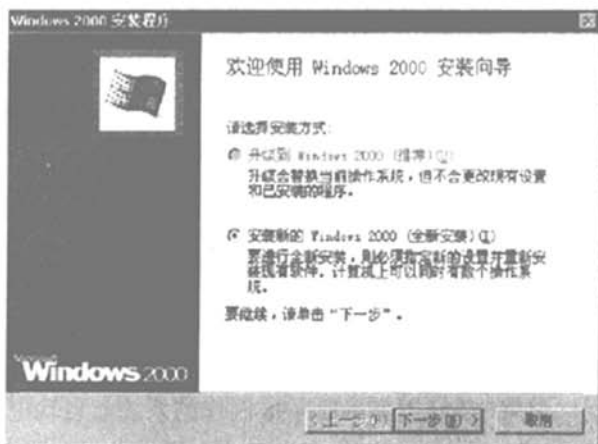 Windows 2000 安装程序
欢迎使用 Windows 2000 安装向导
请选择安装方式:
升级到 Windows 2000 (推荐)(U)
升级会替换当前操作系统，但不会更改现有设置
和已安装的程序。
安装新的 Windows 2000 (全新安装)(I)
要进行全新安装，则必须指定新的设置并重新安
装现有软件。计算机上可以同时有数个操作系
统。
要继续，请单击“下一步”。
Microsoft
Windows 2000
<上一步(B)
下一步(N) >
取消